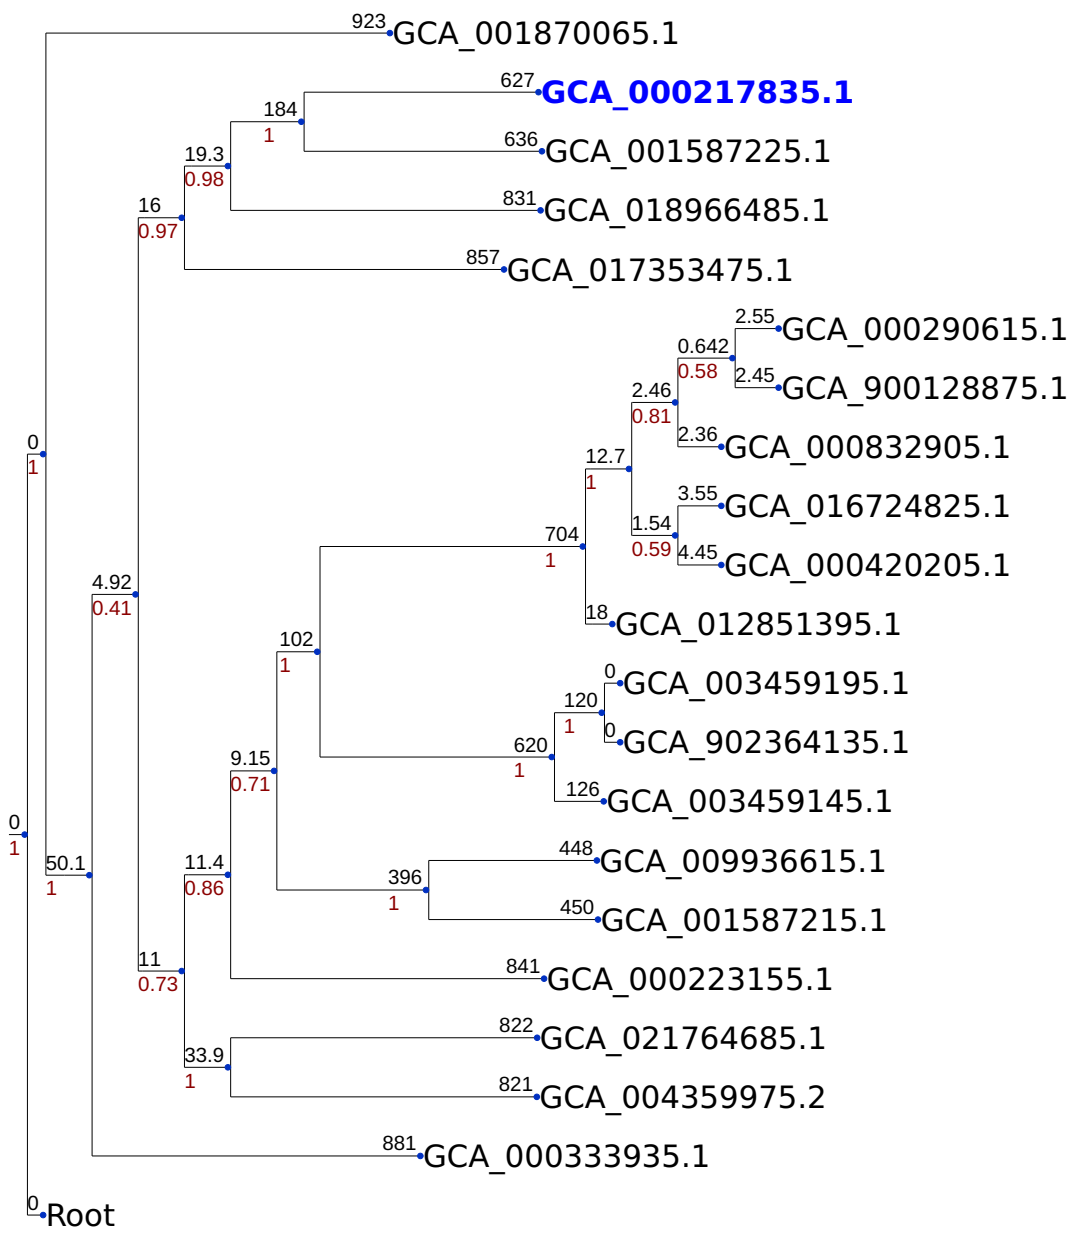 923 GCA_001870065.1
627 GCA_000217835.1
184
1
636 GCA_001587225.1
19.3
0.98
831 GCA_018966485.1
16
0.97
857 GCA_017353475.1
2.55 GCA_000290615.1
0.642
0.58
2.45 GCA_900128875.1
2.46
0.81
2.36 GCA_000832905.1
0
1
12.7
1
3.55 GCA_016724825.1
704
1
1.54
0.59
4.45 GCA_000420205.1
4.92
0.41
18 GCA_012851395.1
102
1
0 GCA_003459195.1
120
1
0 GCA_902364135.1
620
1
9.15
0.71
126 GCA_003459145.1
0
1
448 GCA_009936615.1
50.1
1
11.4
0.86
396
1
450 GCA_001587215.1
11
0.73
841 GCA_000223155.1
822 GCA_021764685.1
33.9
1
821 GCA_004359975.2
881 GCA_000333935.1
0 Root